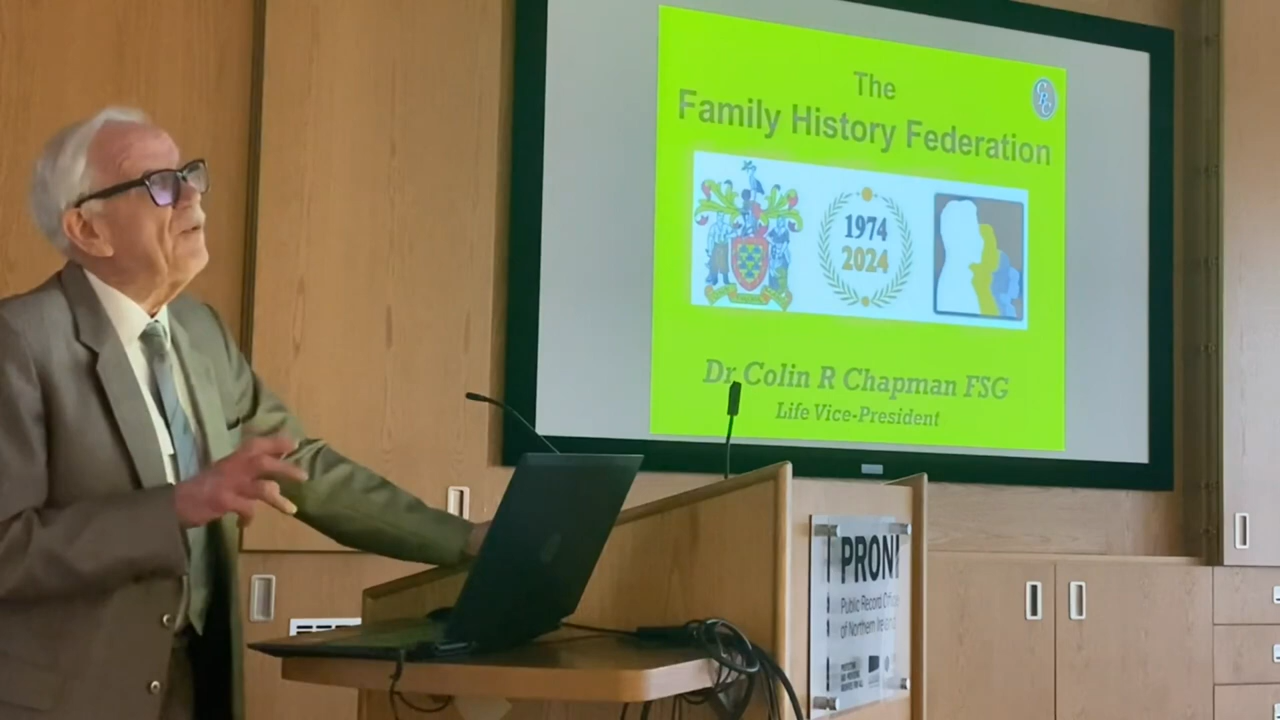 The
CRC
Family History Federation
1974
2024
Dr Colin R Chapman FSG
Life Vice-President
PRONI
Public Record Office
of Northern Ireland